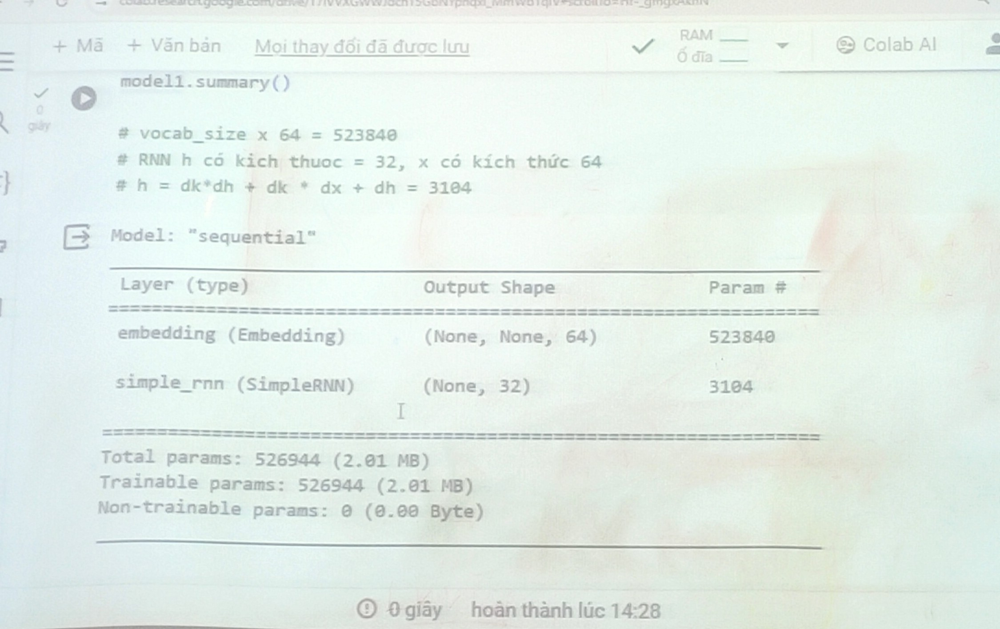 + Mã + Văn bản Mọi thay đổi đã được lưu
RAM
Ổ đĩa
Colab AI
model1.summary()
0
giây
# vocab_size x 64 = 523840
# RNN h có kich thuoc = 32, x có kích thức 64
# h = dk*dh + dk * dx + dh = 3104
Model: "sequential"
Layer (type) Output Shape Param #
=================================================================
embedding (Embedding) (None, None, 64) 523840
simple_rnn (SimpleRNN) (None, 32) 3104
=================================================================
Total params: 526944 (2.01 MB)
Trainable params: 526944 (2.01 MB)
Non-trainable params: 0 (0.00 Byte)
0 giây hoàn thành lúc 14:28